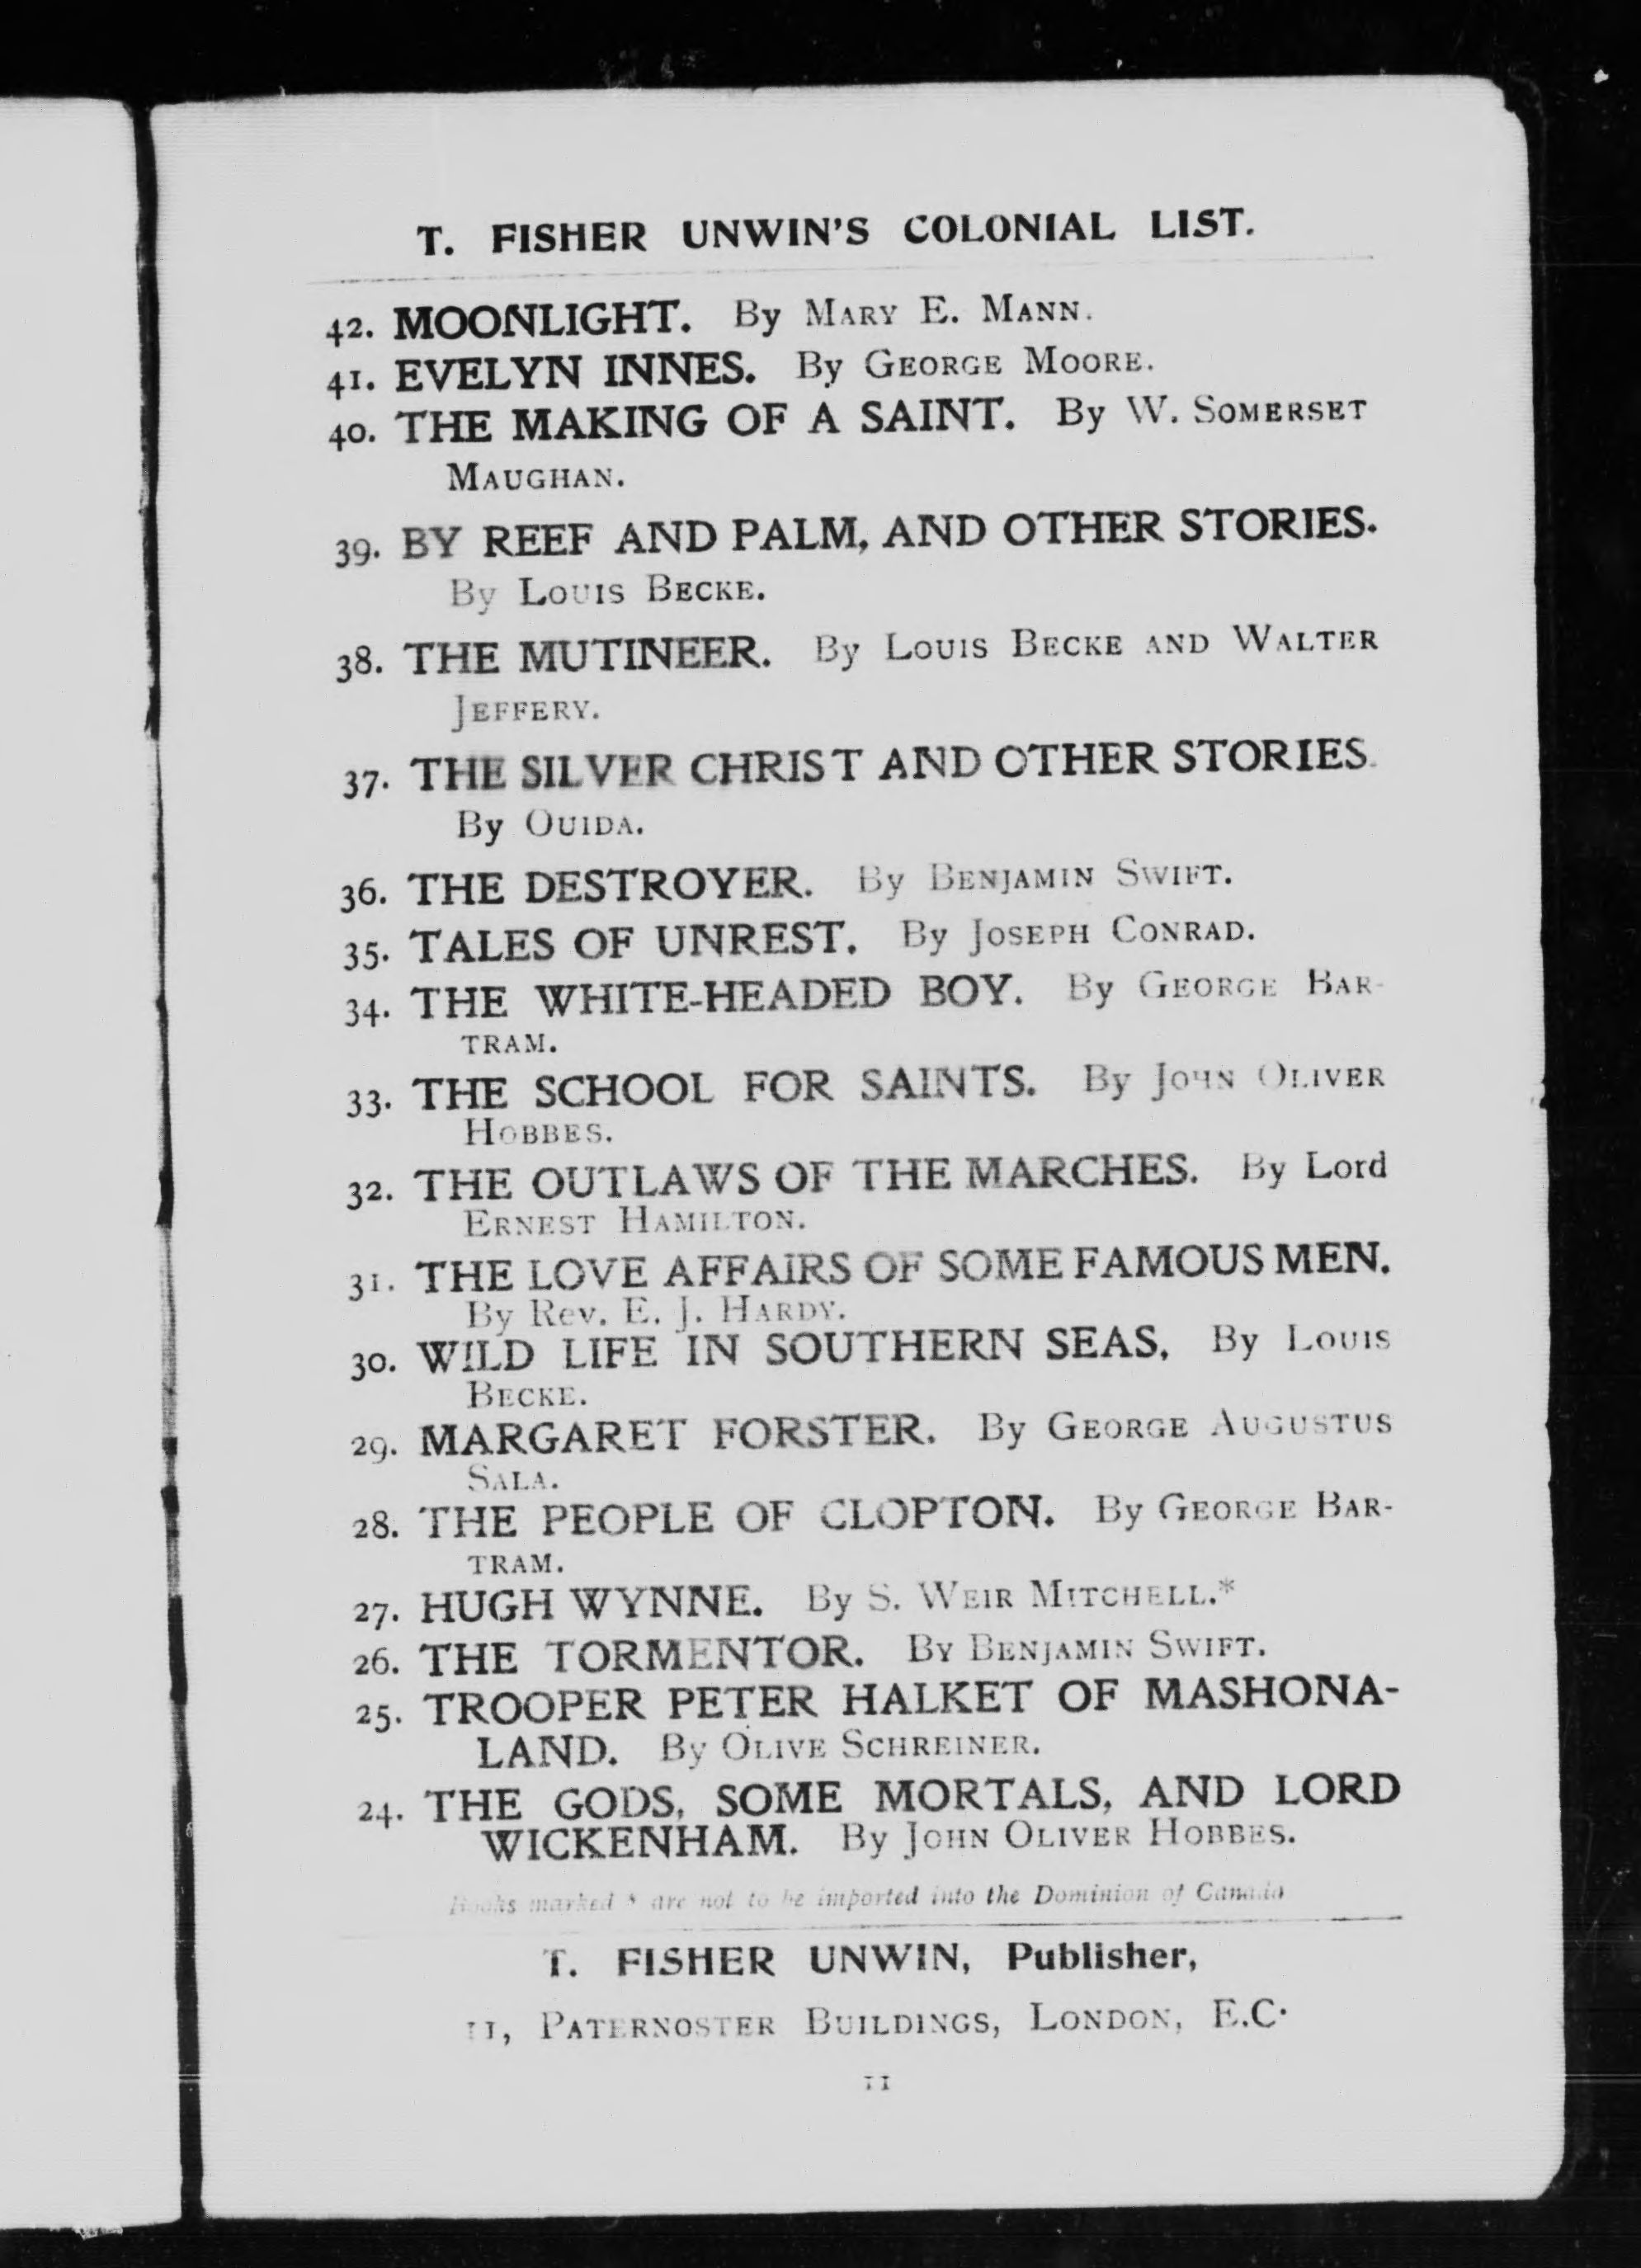 T. FISHER UNWIN'S COLONIAL LIST.
42. MOONLIGHT. By MARY E. MANN.
41. EVELYN INNES. By GEORGE MOORE.
40. THE MAKING OF A SAINT. By W. SOMERSET
MAUGHAN.
39. BY REEF AND PALM, AND OTHER STORIES.
By LOUIS BECKE.
38. THE MUTINEER. By LOUIS BECKE AND WALTER
JEFFERY.
37. THE SILVER CHRIST AND OTHER STORIES.
By OUIDA.
36. THE DESTROYER. By BENJAMIN SWIFT.
35. TALES OF UNREST. By JOSEPH CONRAD.
34. THE WHITE-HEADED BOY. By GEORGE BAR-
TRAM.
33. THE SCHOOL FOR SAINTS. By JOHN OLIVER
HOBBES.
32. THE OUTLAWS OF THE MARCHES. By Lord
ERNEST HAMILTON.
31. THE LOVE AFFAIRS OF SOME FAMOUS MEN.
By Rev. E. J. HARDY.
30. WILD LIFE IN SOUTHERN SEAS, By LOUIS
BECKE.
29. MARGARET FORSTER. By GEORGE AUGUSTUS
SALA.
28. THE PEOPLE OF CLOPTON. By GEORGE BAR-
TRAM.
27. HUGH WYNNE. By S. WEIR MITCHELL.*
26. THE TORMENTOR. BY BENJAMIN SWIFT.
25. TROOPER PETER HALKET OF MASHONA-
LAND. By OLIVE SCHREINER.
24. THE GODS, SOME MORTALS, AND LORD
WICKENHAM. By JOHN OLIVER HOBBES.
Books marked * are not to be imported into the Dominion of Canada
T. FISHER UNWIN, Publisher,
11, PATERNOSTER BUILDINGS, LONDON, E.C.
11